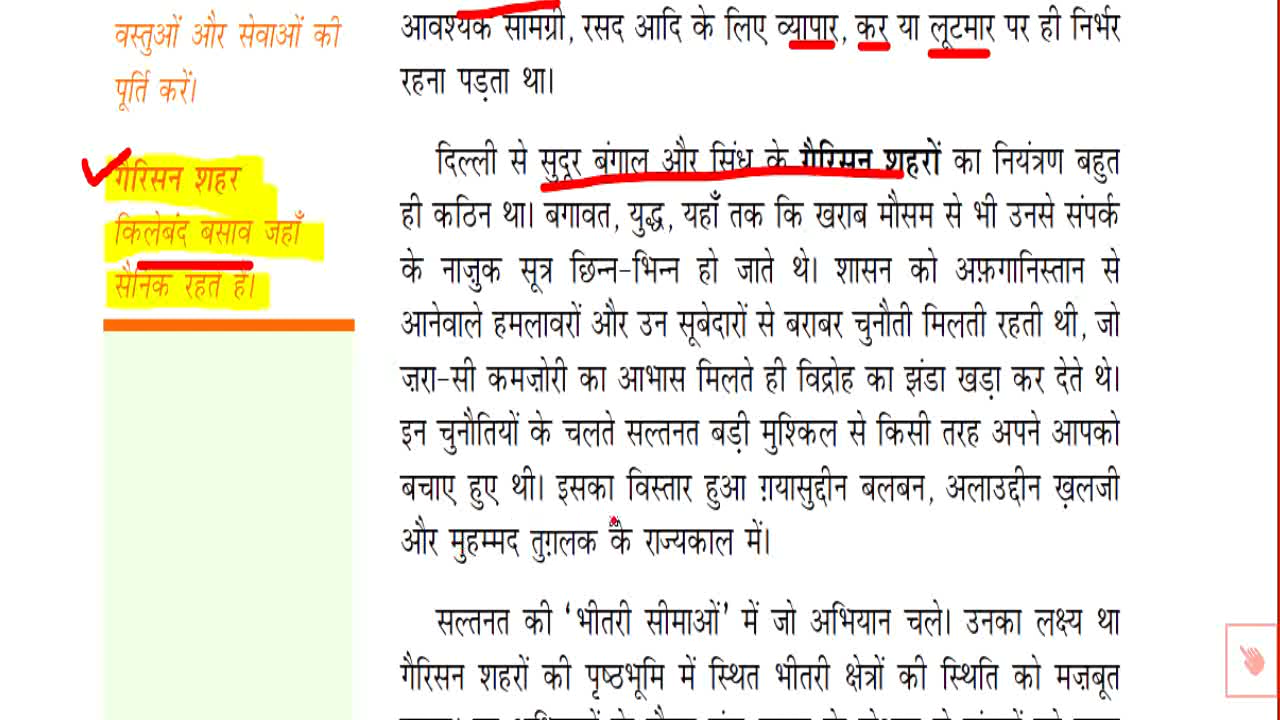 वस्तुओं और सेवाओं की
पूर्ति करें।
गैरिसन शहर
किलेबंद बसाव जहाँ
सैनिक रहते हैं।
आवश्यक सामग्री, रसद आदि के लिए व्यापार, कर या लूटमार पर ही निर्भर
रहना पड़ता था।
दिल्ली से सुदूर बंगाल और सिंध के गैरिसन शहरों का नियंत्रण बहुत
ही कठिन था। बगावत, युद्ध, यहाँ तक कि खराब मौसम से भी उनसे संपर्क
के नाज़ुक सूत्र छिन्न-भिन्न हो जाते थे। शासन को अफ़गानिस्तान से
आनेवाले हमलावरों और उन सूबेदारों से बराबर चुनौती मिलती रहती थी, जो
ज़रा-सी कमज़ोरी का आभास मिलते ही विद्रोह का झंडा खड़ा कर देते थे।
इन चुनौतियों के चलते सल्तनत बड़ी मुश्किल से किसी तरह अपने आपको
बचाए हुए थी। इसका विस्तार हुआ ग़यासुद्दीन बलबन, अलाउद्दीन ख़लजी
और मुहम्मद तुग़लक के राज्यकाल में।
सल्तनत की ‘भीतरी सीमाओं’ में जो अभियान चले। उनका लक्ष्य था
गैरिसन शहरों की पृष्ठभूमि में स्थित भीतरी क्षेत्रों की स्थिति को मज़बूत